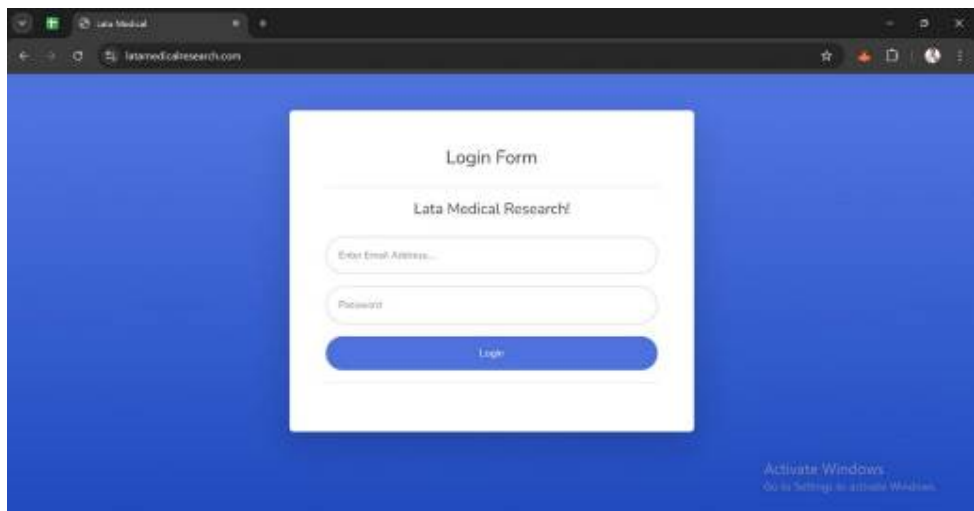 Lata Medical
latamedicalresearch.com
Login Form
Lata Medical Research!
Enter Email Address...
Password
Login
Activate Windows
Go to Settings to activate Windows.